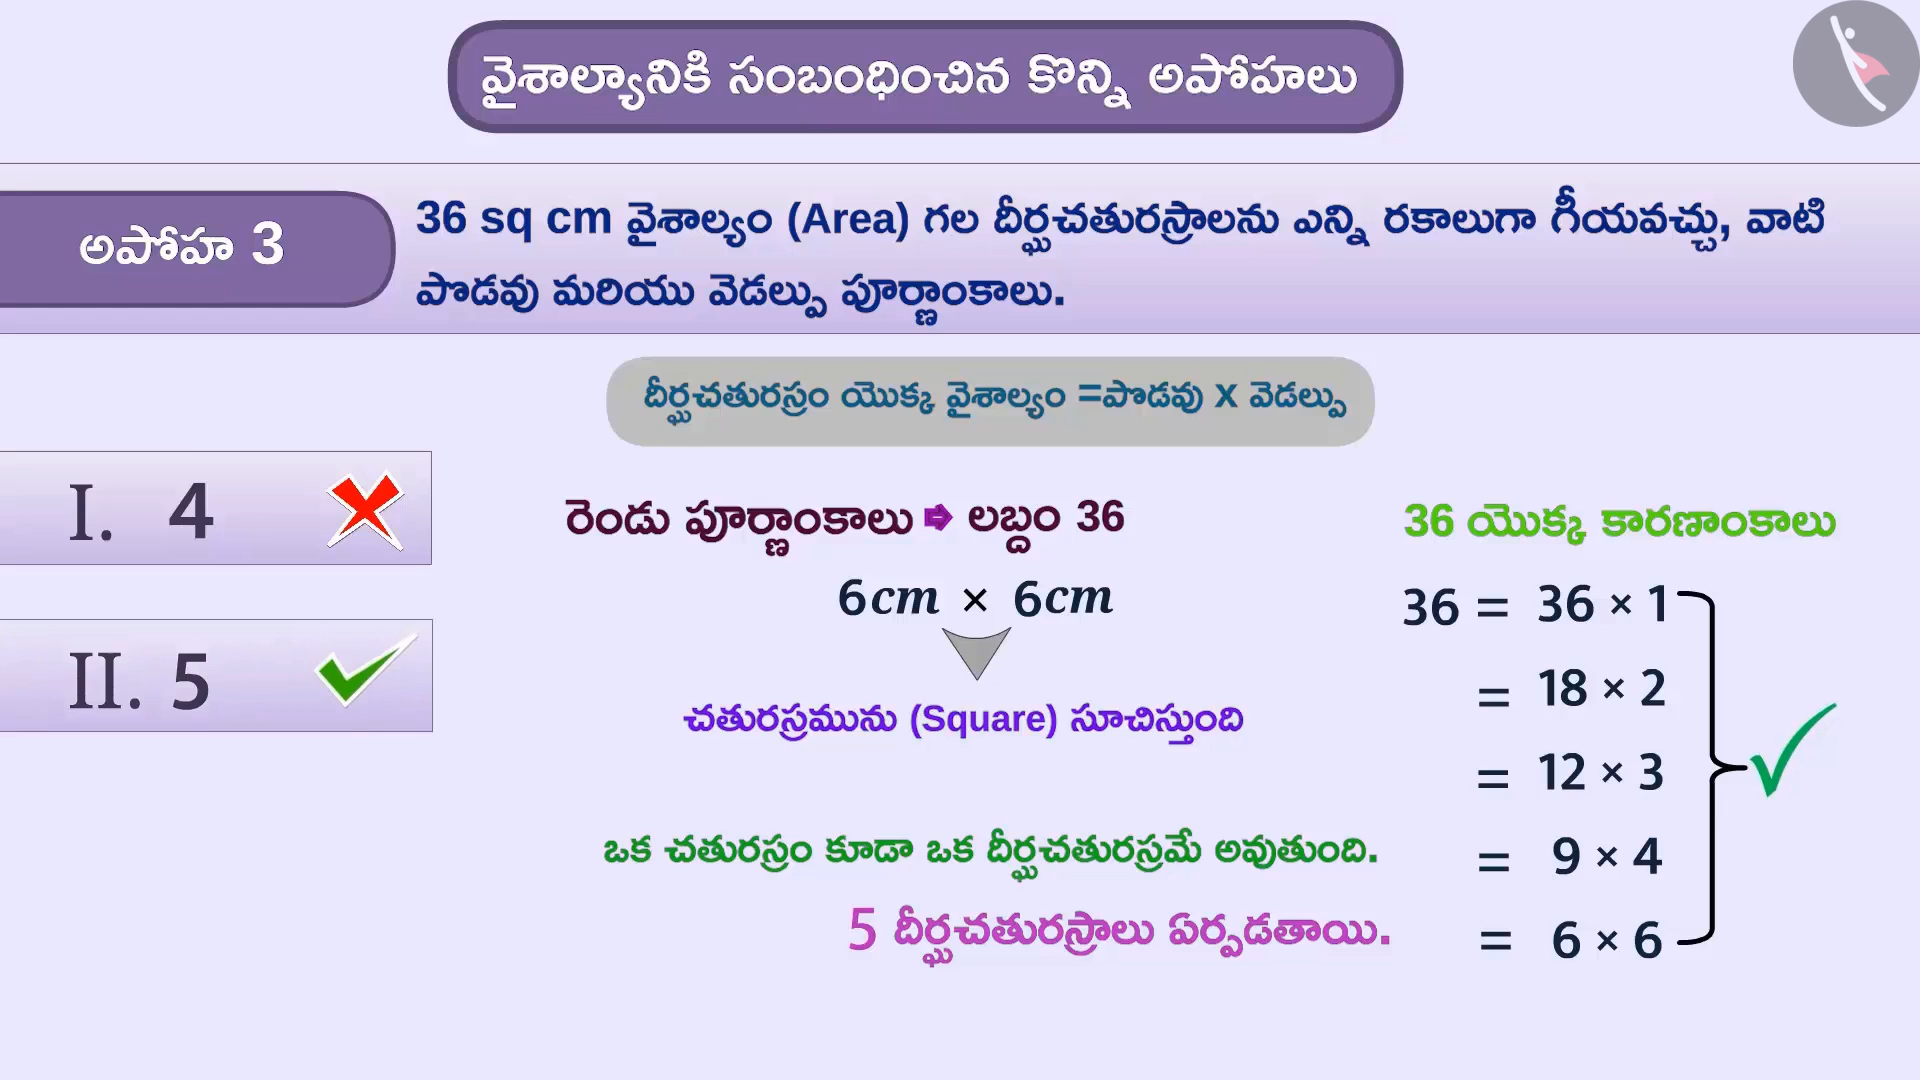 వైశాల్యానికి సంబంధించిన కొన్ని అపోహలు
అపోహ 3
36 sq cm వైశాల్యం (Area) గల దీర్ఘచతురస్రాలను ఎన్ని రకాలుగా గీయవచ్చు, వాటి
పొడవు మరియు వెడల్పు పూర్ణాంకాలు.
దీర్ఘచతురస్రం యొక్క వైశాల్యం =పొడవు x వెడల్పు
I. 4
II. 5
రెండు పూర్ణాంకాలు ➡ లబ్దం 36
6cm × 6cm
చతురస్రమును (Square) సూచిస్తుంది
ఒక చతురస్రం కూడా ఒక దీర్ఘచతురస్రమే అవుతుంది.
5 దీర్ఘచతురస్రాలు ఏర్పడతాయి.
36 యొక్క కారణాంకాలు
36 = 36 × 1
= 18 × 2
= 12 × 3
= 9 × 4
= 6 × 6